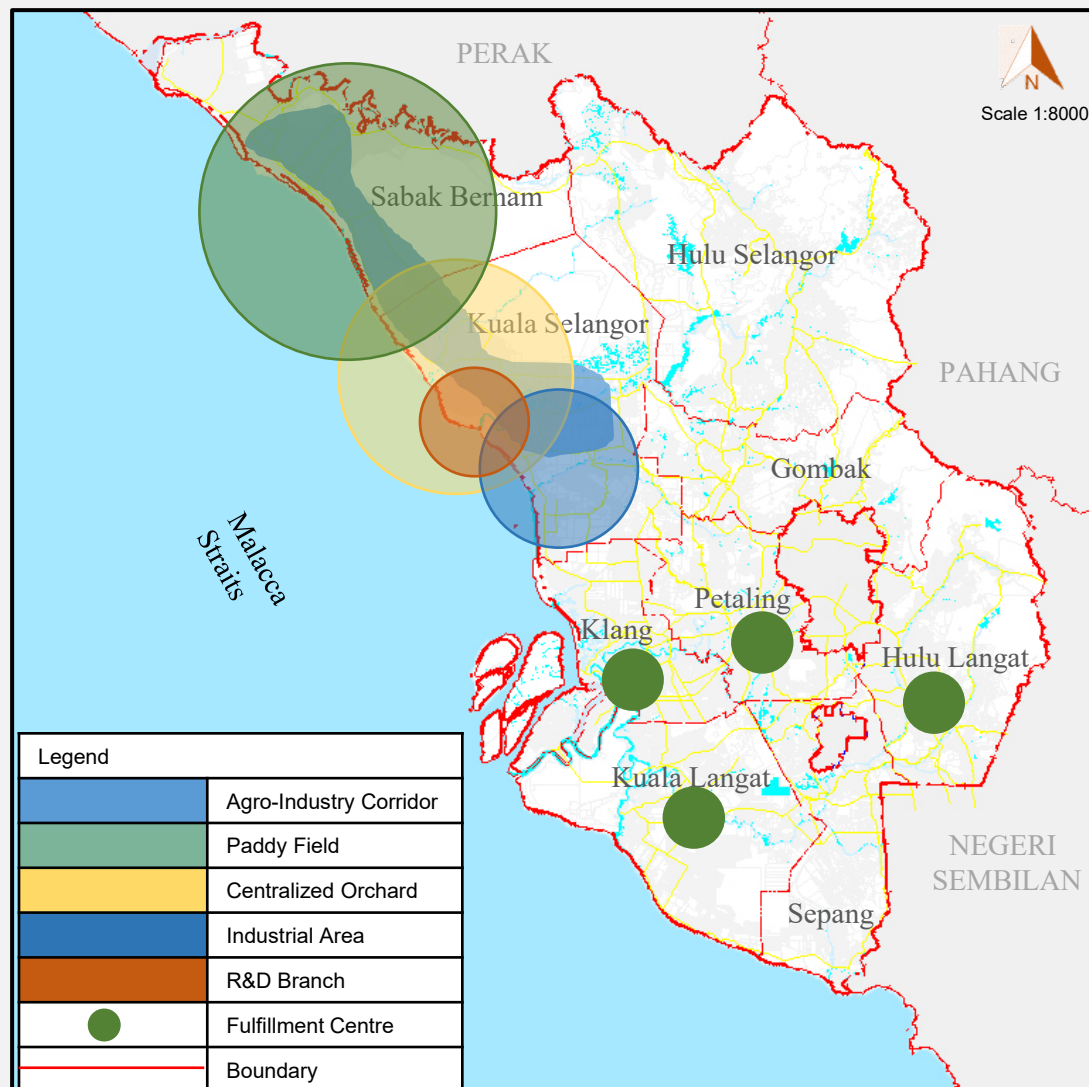 PERAK
N
Scale 1:8000
Sabak Bernam
Hulu Selangor
Kuala Selangor
PAHANG
Gombak
Malacca
Straits
Petaling
Klang
Hulu Langat
Kuala Langat
NEGERI
SEMBILAN
Sepang
Legend
Agro-Industry Corridor
Paddy Field
Centralized Orchard
Industrial Area
R&D Branch
Fulfillment Centre
Boundary